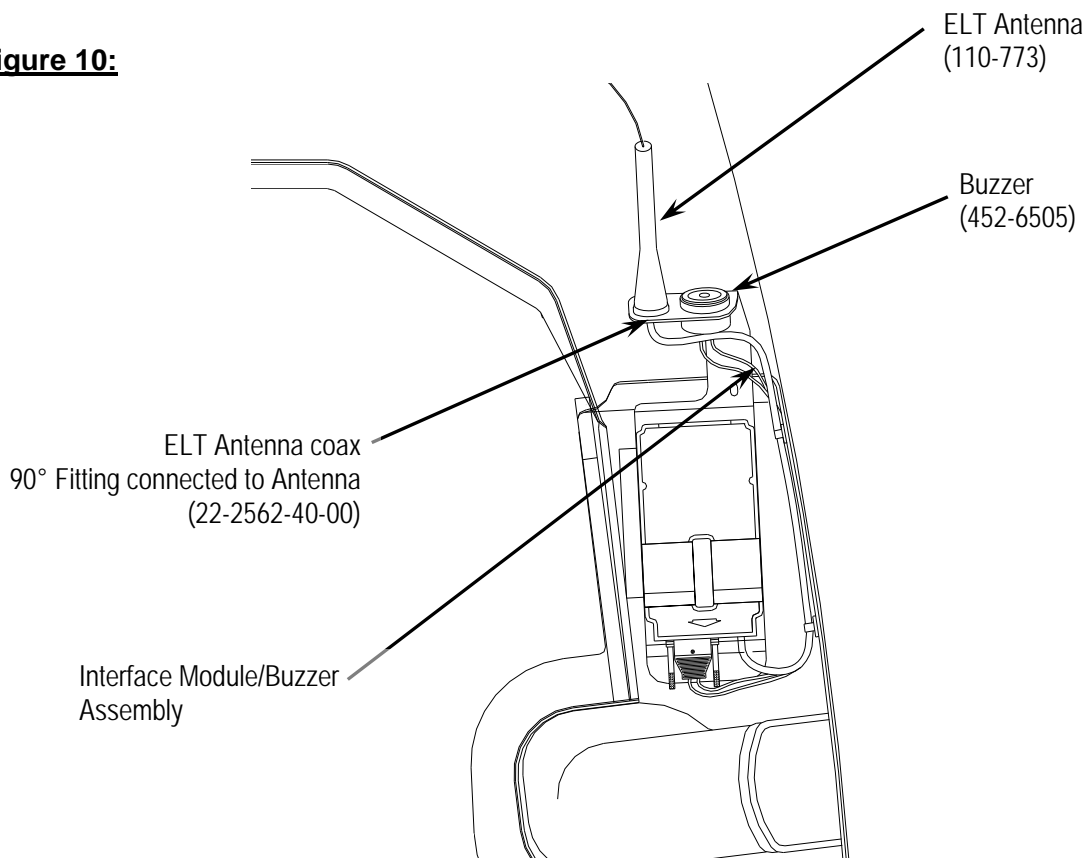 ELT Antenna
(110-773)
igure 10:
Buzzer
(452-6505)
ELT Antenna coax
90° Fitting connected to Antenna
(22-2562-40-00)
Interface Module/Buzzer
Assembly